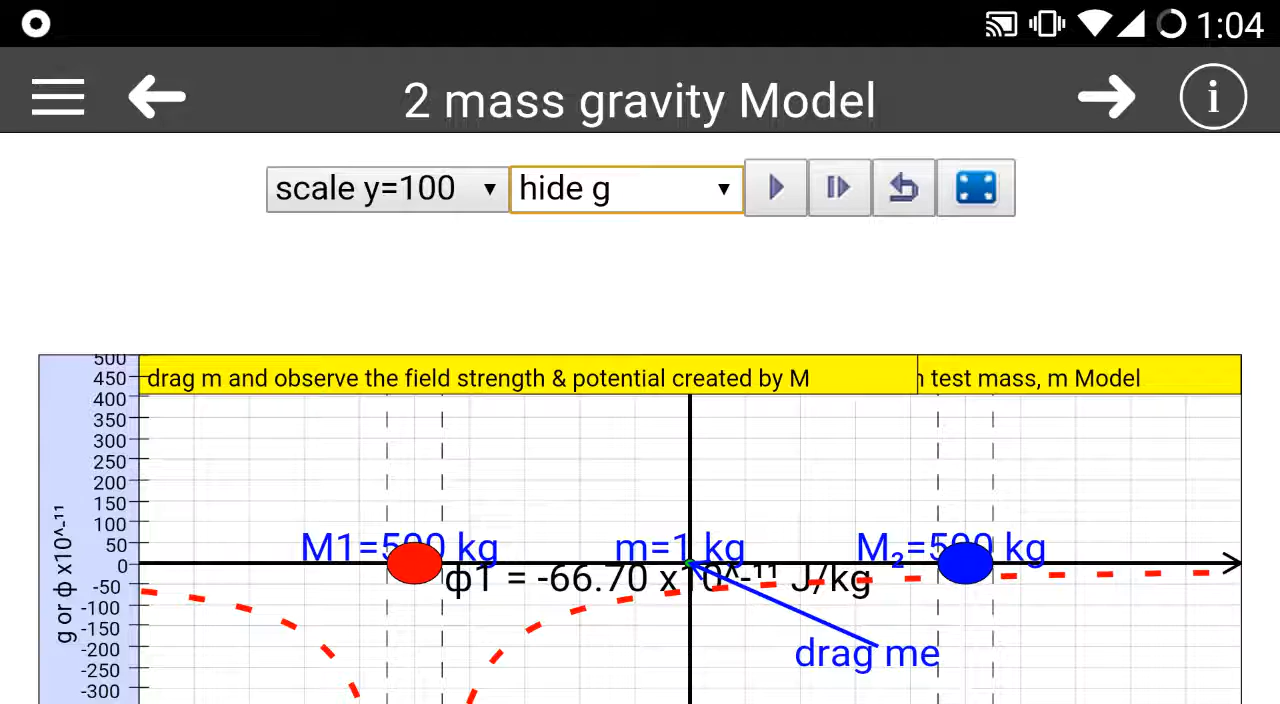 1:04
2 mass gravity Model
i
scale y=100
hide g
drag m and observe the field strength & potential created by M
test mass, m Model
500
450
400
350
300
250
200
150
100
50
0
-50
-100
-150
-200
-250
-300
g or ф x10^-¹¹
M1=500 kg
m=1 kg
M₂=500 kg
ф1 = -66.70 x10^-¹¹ J/kg
drag me